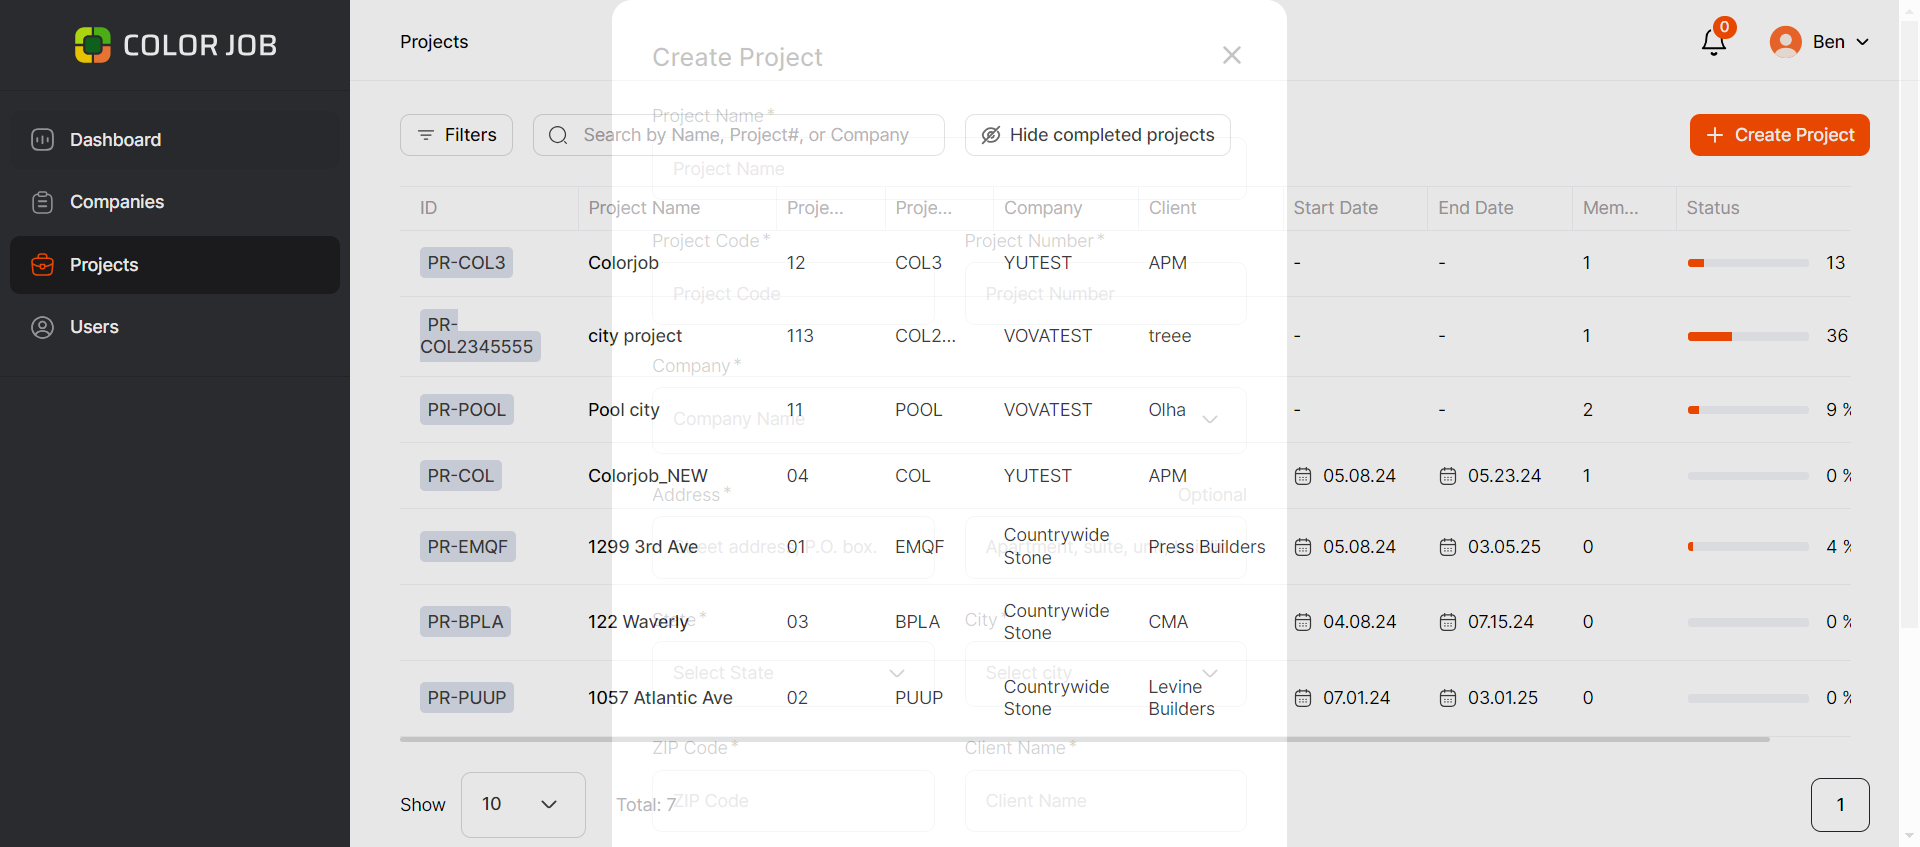 COLOR JOB
Dashboard
Companies
Projects
Users
Projects
0
Ben
Create Project
Project Name *
Filters
Search by Name, Project#, or Company
Hide completed projects
Create Project
Project Name
ID
Project Name
Proje...
Proje...
Company
Client
Start Date
End Date
Mem...
Status
Project Code *
Project Number *
PR-COL3
Colorjob
12
COL3
YUTEST
APM
-
-
1
13
Project Code
Project Number
PR-
COL2345555
city project
113
COL2...
VOVATEST
treee
-
-
1
36
Company *
PR-POOL
Pool city
11
POOL
VOVATEST
Olha
-
-
2
9 %
Company Name
PR-COL
Colorjob_NEW
04
COL
YUTEST
APM
05.08.24
05.23.24
1
0 %
Address *
Optional
PR-EMQF
1299 3rd Ave
01
EMQF
Countrywide
Stone
Press Builders
05.08.24
03.05.25
0
4 %
address, P.O. box.
Apartment, suite,
PR-BPLA
122 Waverly
03
BPLA
Countrywide
Stone
CMA
04.08.24
07.15.24
0
0 %
State *
City
Select State
Select city
PR-PUUP
1057 Atlantic Ave
02
PUUP
Countrywide
Stone
Levine
Builders
07.01.24
03.01.25
0
0 %
ZIP Code *
Client Name *
ZIP Code
Client Name
Show
10
Total: 7
1